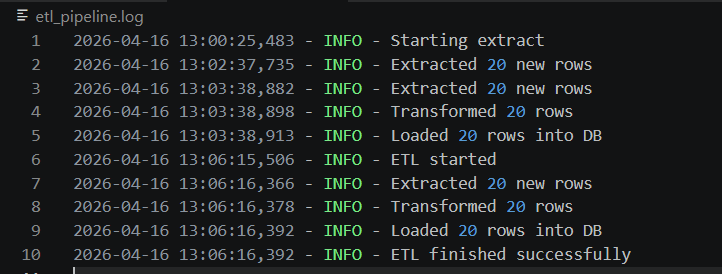 etl_pipeline.log
1 2026-04-16 13:00:25,483 - INFO - Starting extract
2 2026-04-16 13:02:37,735 - INFO - Extracted 20 new rows
3 2026-04-16 13:03:38,882 - INFO - Extracted 20 new rows
4 2026-04-16 13:03:38,898 - INFO - Transformed 20 rows
5 2026-04-16 13:03:38,913 - INFO - Loaded 20 rows into DB
6 2026-04-16 13:06:15,506 - INFO - ETL started
7 2026-04-16 13:06:16,366 - INFO - Extracted 20 new rows
8 2026-04-16 13:06:16,378 - INFO - Transformed 20 rows
9 2026-04-16 13:06:16,392 - INFO - Loaded 20 rows into DB
10 2026-04-16 13:06:16,392 - INFO - ETL finished successfully